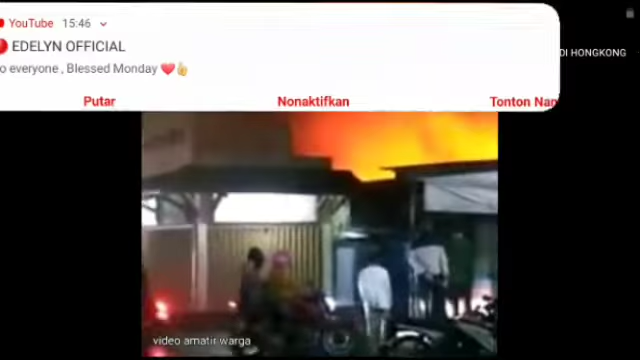 YouTube 15:46
EDELYN OFFICIAL
DI HONGKONG
o everyone , Blessed Monday ❤️👍
Putar Nonaktifkan Tonton Nan
video amatir warga